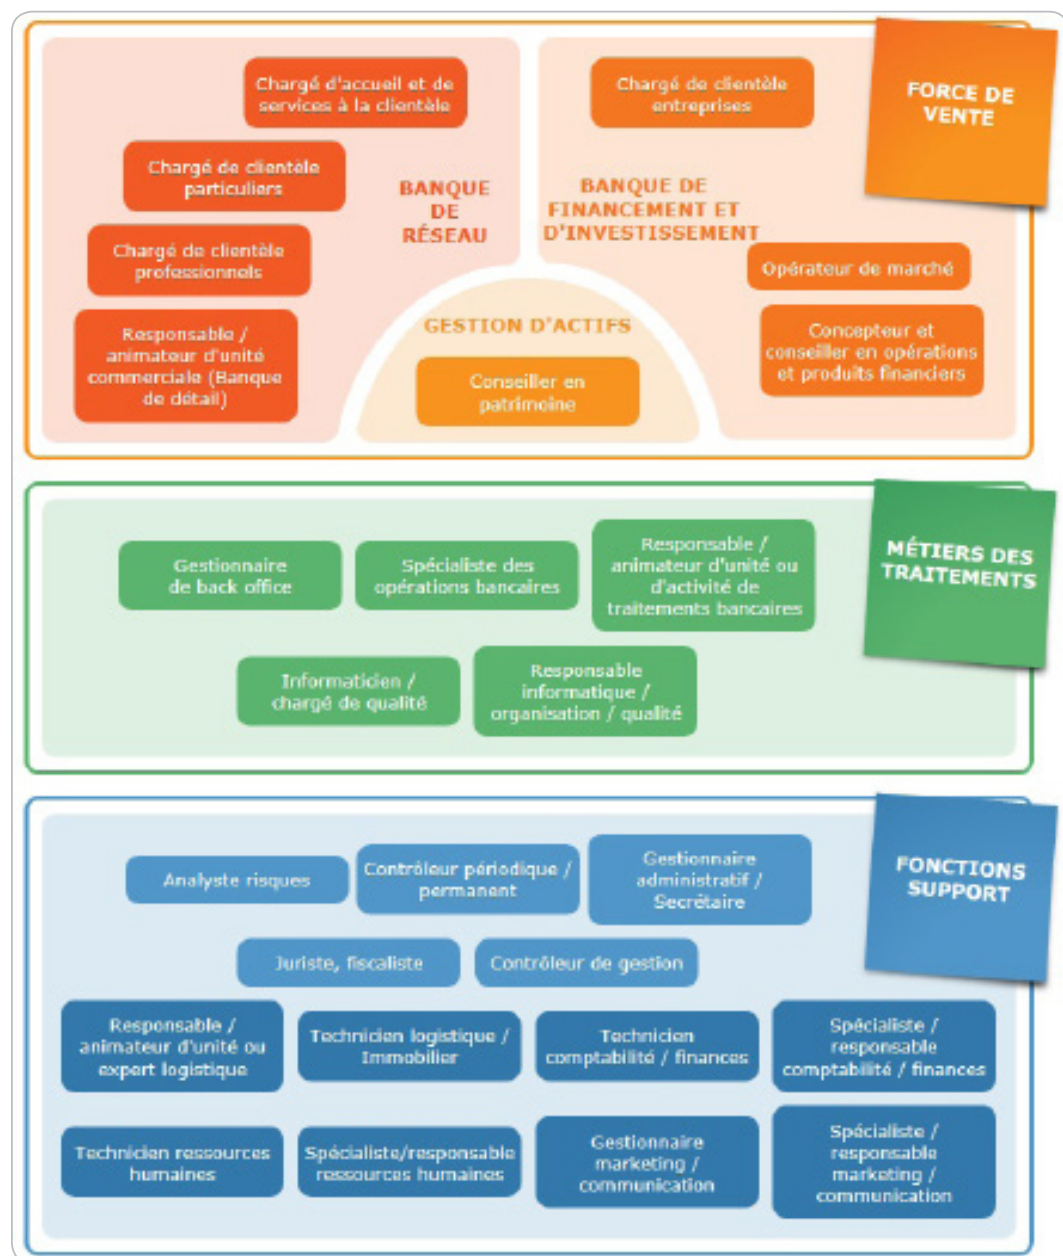 FORCE DE
VENTE
Chargé d'accueil et de
services à la clientèle
Chargé de clientèle
particuliers
Chargé de clientèle
professionnels
Responsable /
animateur d'unité
commerciale (Banque
de détail)
BANQUE
DE
RÉSEAU
Chargé de clientèle
entreprises
BANQUE DE
FINANCEMENT ET
D'INVESTISSEMENT
Opérateur de marché
Concepteur et
conseiller en opérations
et produits financiers
GESTION D'ACTIFS
Conseiller en
patrimoine
MÉTIERS DES
TRAITEMENTS
Gestionnaire
de back office
Spécialiste des
opérations bancaires
Responsable /
animateur d'unité ou
d'activité de
traitements bancaires
Informaticien /
chargé de qualité
Responsable
informatique /
organisation / qualité
FONCTIONS
SUPPORT
Analyste risques
Contrôleur périodique /
permanent
Gestionnaire
administratif /
Secrétaire
Juriste, fiscaliste
Contrôleur de gestion
Responsable /
animateur d'unité ou
expert logistique
Technicien logistique /
Immobilier
Technicien
comptabilité / finances
Spécialiste /
responsable
comptabilité / finances
Technicien ressources
humaines
Spécialiste/responsable
ressources humaines
Gestionnaire
marketing /
communication
Spécialiste /
responsable
marketing /
communication